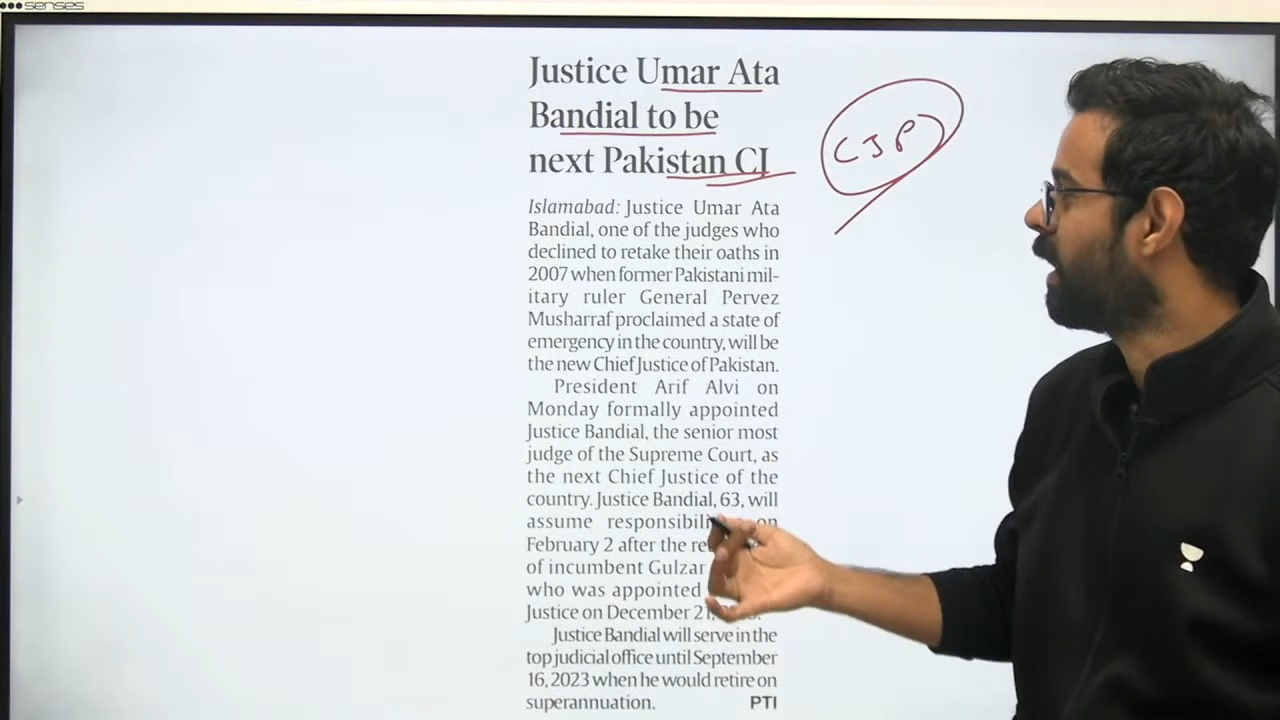 senses
Justice Umar Ata
Bandial to be
next Pakistan CJ
(JP)
Islamabad: Justice Umar Ata
Bandial, one of the judges who
declined to retake their oaths in
2007 when former Pakistani mil-
itary ruler General Pervez
Musharraf proclaimed a state of
emergency in the country, will be
the new Chief Justice of Pakistan.
President Arif Alvi on
Monday formally appointed
Justice Bandial, the senior most
judge of the Supreme Court, as
the next Chief Justice of the
country. Justice Bandial, 63, will
assume on
February 2 after the
of incumbent Gulzar
who was appointed
Justice on December 21,
Justice Bandial will serve in the
top judicial office until September
16, 2023 when he would retire on
superannuation. PTI